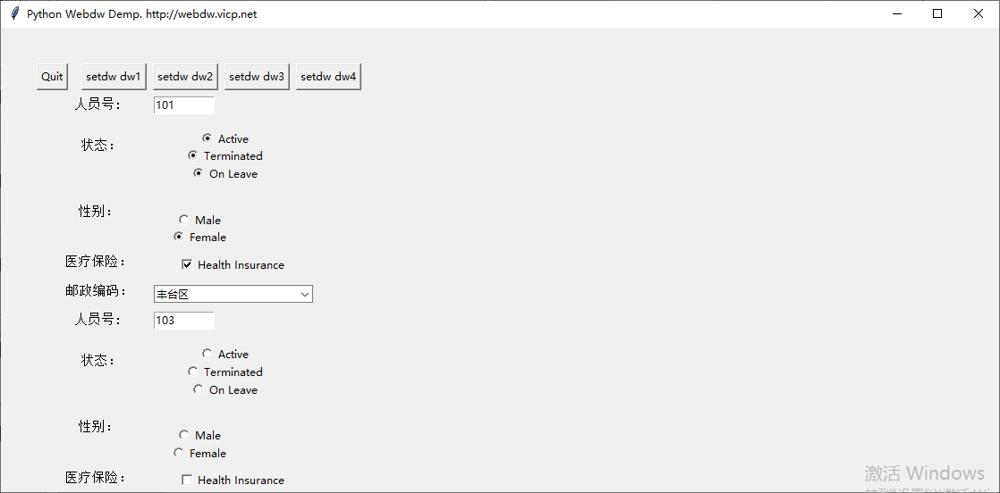 Python Webdw Demp. http://webdw.vicp.net
Quit setdw dw1 setdw dw2 setdw dw3 setdw dw4
人员号： 101
状态： Active
Terminated
On Leave
性别： Male
Female
医疗保险： Health Insurance
邮政编码： 丰台区
人员号： 103
状态： Active
Terminated
On Leave
性别： Male
Female
医疗保险： Health Insurance
激活 Windows